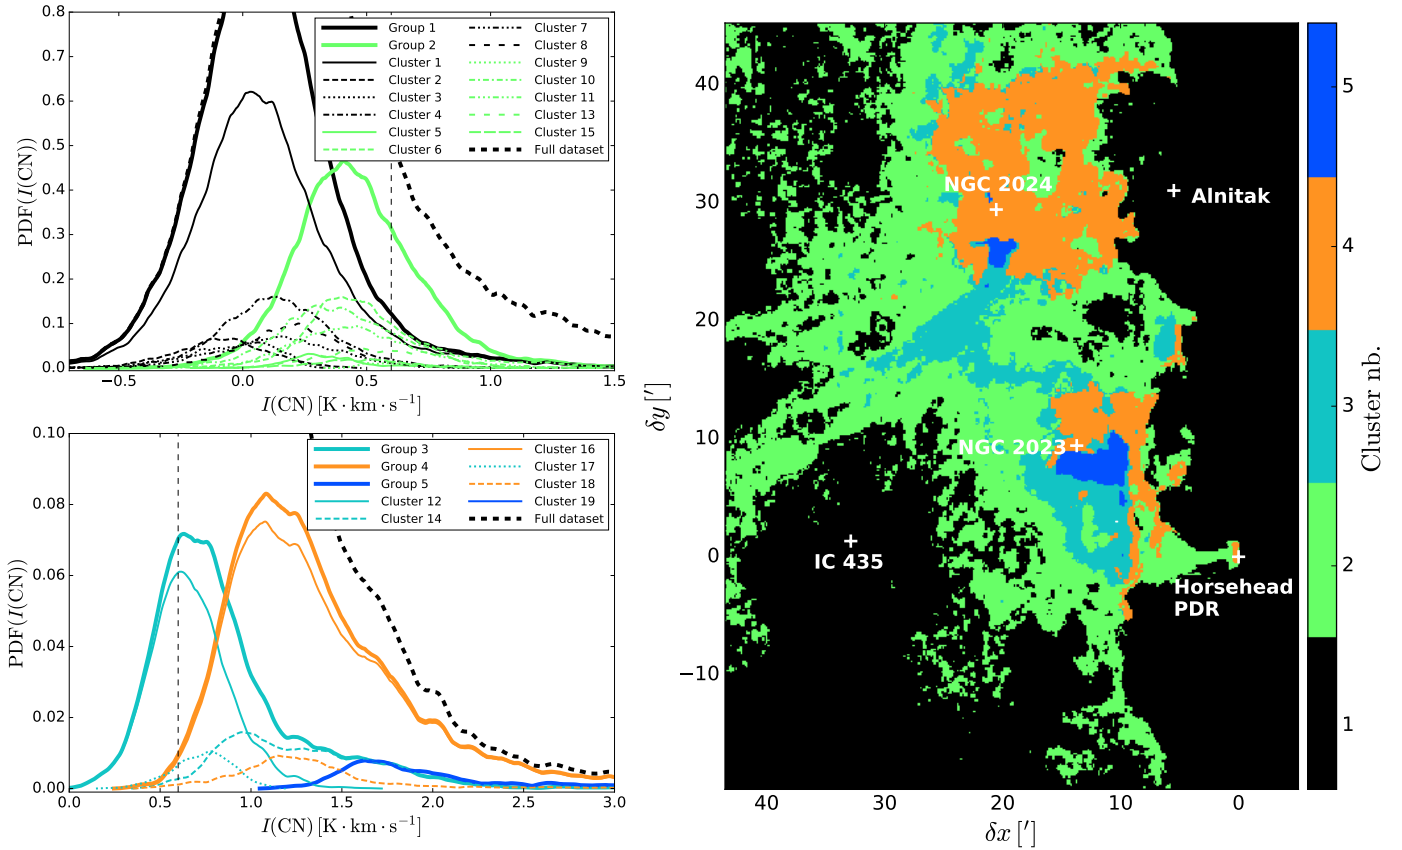 0.8
0.7
0.6
0.5
0.4
0.3
0.2
0.1
0.0
PDF(I(CN))
Group 1
Group 2
Cluster 1
Cluster 2
Cluster 3
Cluster 4
Cluster 5
Cluster 6
Cluster 7
Cluster 8
Cluster 9
Cluster 10
Cluster 11
Cluster 13
Cluster 15
Full dataset
−0.5 0.0 0.5 1.0 1.5
I(CN) [K · km · s⁻¹]
0.10
0.08
0.06
0.04
0.02
0.00
PDF(I(CN))
Group 3
Group 4
Group 5
Cluster 12
Cluster 14
Cluster 16
Cluster 17
Cluster 18
Cluster 19
Full dataset
0.0 0.5 1.0 1.5 2.0 2.5 3.0
I(CN) [K · km · s⁻¹]
40
30
20
10
0
−10
δy [′]
NGC 2024
Alnitak
NGC 2023
IC 435
Horsehead
PDR
40 30 20 10 0
δx [′]
5
4
3
2
1
Cluster nb.